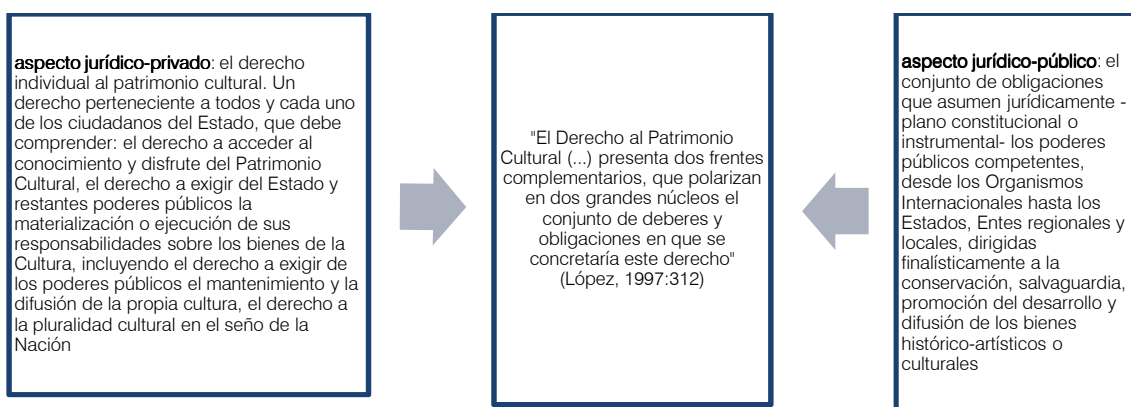 aspecto jurídico-privado: el derecho
individual al patrimonio cultural. Un
derecho perteneciente a todos y cada uno
de los ciudadanos del Estado, que debe
comprender: el derecho a acceder al
conocimiento y disfrute del Patrimonio
Cultural, el derecho a exigir del Estado y
restantes poderes públicos la
materialización o ejecución de sus
responsabilidades sobre los bienes de la
Cultura, incluyendo el derecho a exigir de
los poderes públicos el mantenimiento y la
difusión de la propia cultura, el derecho a
la pluralidad cultural en el seño de la
Nación
"El Derecho al Patrimonio
Cultural (...) presenta dos frentes
complementarios, que polarizan
en dos grandes núcleos el
conjunto de deberes y
obligaciones en que se
concretaría este derecho"
(López, 1997:312)
aspecto jurídico-público: el
conjunto de obligaciones
que asumen jurídicamente -
plano constitucional o
instrumental- los poderes
públicos competentes,
desde los Organismos
Internacionales hasta los
Estados, Entes regionales y
locales, dirigidas
finalísticamente a la
conservación, salvaguardia,
promoción del desarrollo y
difusión de los bienes
histórico-artísticos o
culturales